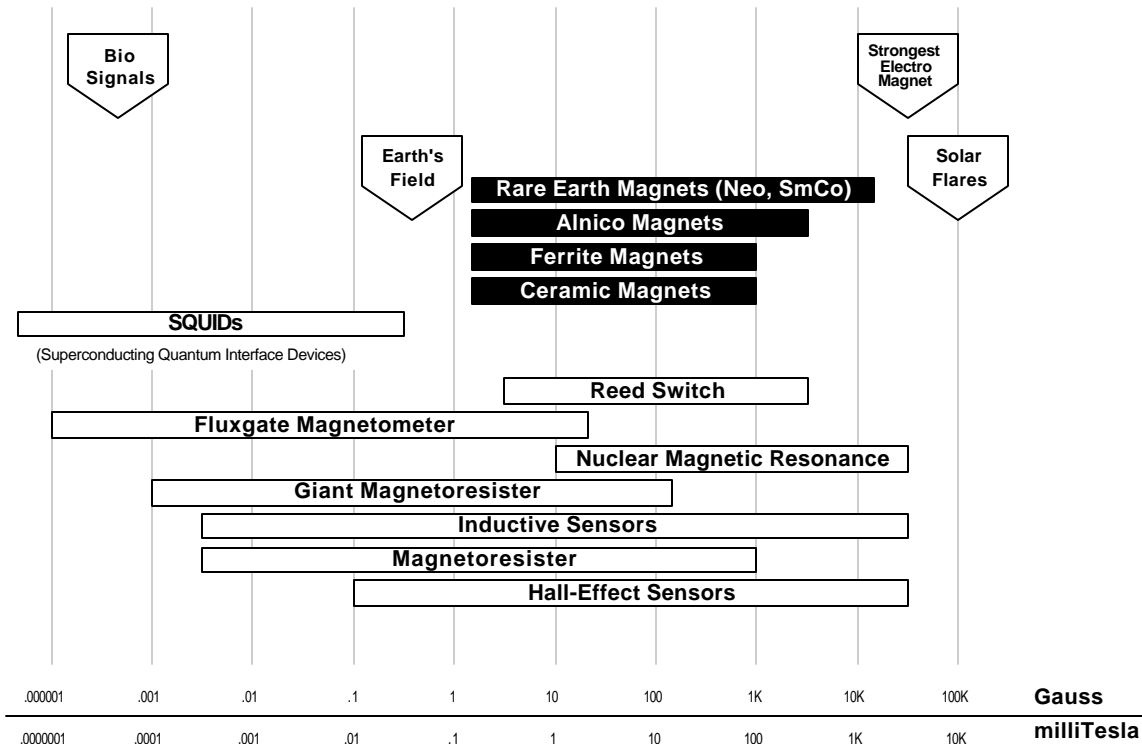 Bio
Signals
Strongest
Electro
Magnet
Earth's
Field
Solar
Flares
Rare Earth Magnets (Neo, SmCo)
Alnico Magnets
Ferrite Magnets
Ceramic Magnets
SQUIDs
(Superconducting Quantum Interface Devices)
Reed Switch
Fluxgate Magnetometer
Nuclear Magnetic Resonance
Giant Magnetoresister
Inductive Sensors
Magnetoresister
Hall-Effect Sensors
.000001 .001 .01 .1 1 10 100 1K 10K 100K Gauss
.0000001 .0001 .001 .01 .1 1 10 100 1K 10K milliTesla